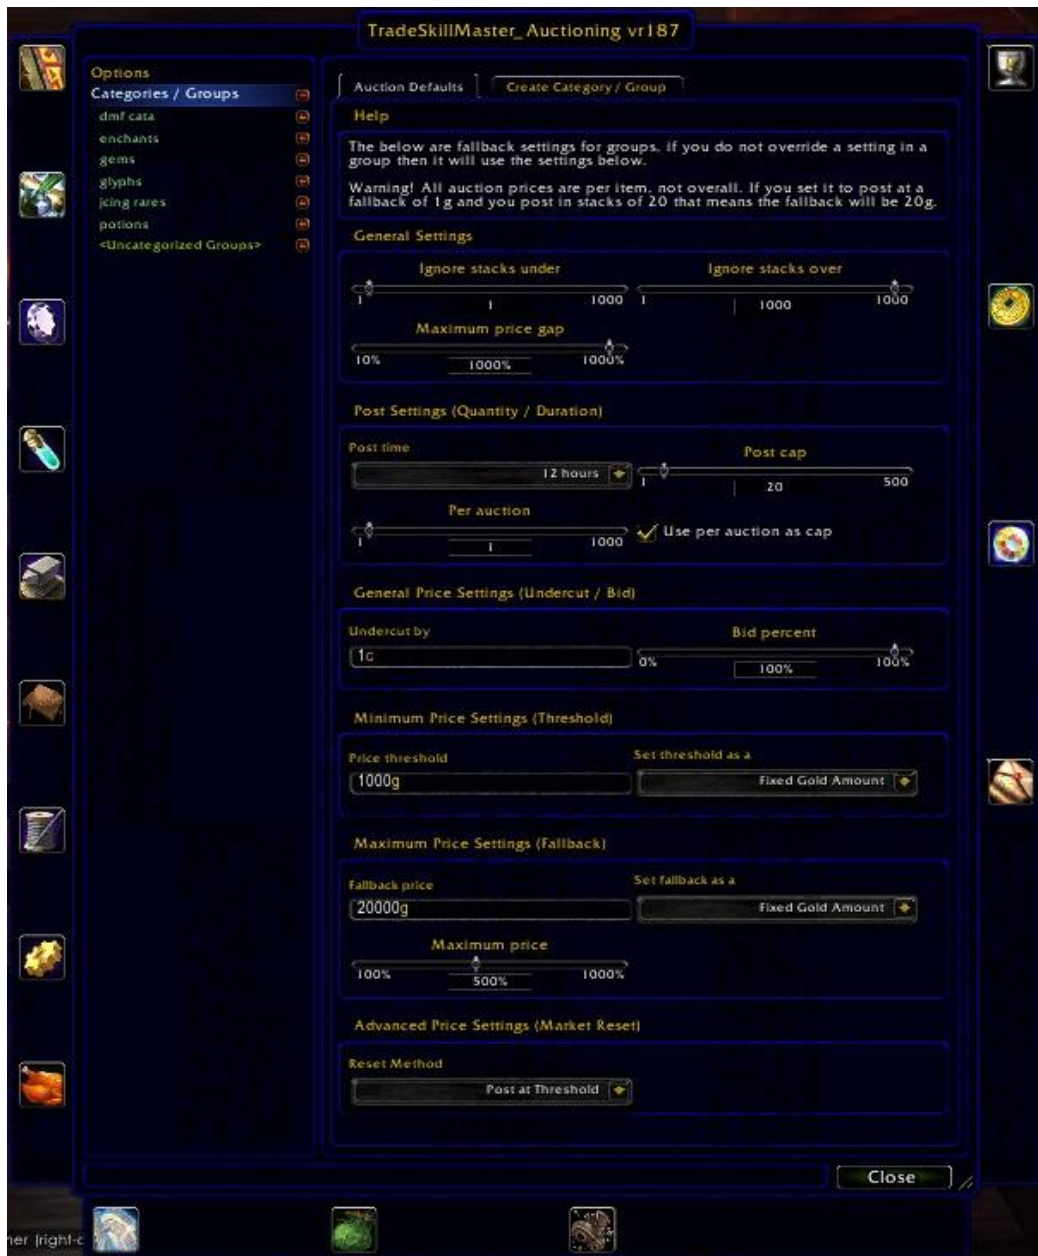 TradeSkillMaster_Auctioning vr187
Options
Categories / Groups
dmf cata
enchants
gems
glyphs
jcing rares
potions
<Uncategorized Groups>
Auction Defaults
Create Category / Group
Help
The below are fallback settings for groups. if you do not override a setting in a
group then it will use the settings below.
Warning! All auction prices are per item. not overall. If you set it to post at a
fallback of 1g and you post in stacks of 20 that means the fallback will be 20g.
General Settings
Ignore stacks under
Ignore stacks over
1 1 1000
1 1000 1000
Maximum price gap
10% 1000% 1000%
Post Settings (Quantity / Duration)
Post time
Post cap
12 hours
1 20 500
Per auction
1 1 1000
Use per auction as cap
General Price Settings (Undercut / Bid)
Undercut by
Bid percent
1c
0% 100% 100%
Minimum Price Settings (Threshold)
Price threshold
Set threshold as a
1000g
Fixed Gold Amount
Maximum Price Settings (Fallback)
Fallback price
Set fallback as a
20000g
Fixed Gold Amount
Maximum price
100% 500% 1000%
Advanced Price Settings (Market Reset)
Reset Method
Post at Threshold
Close